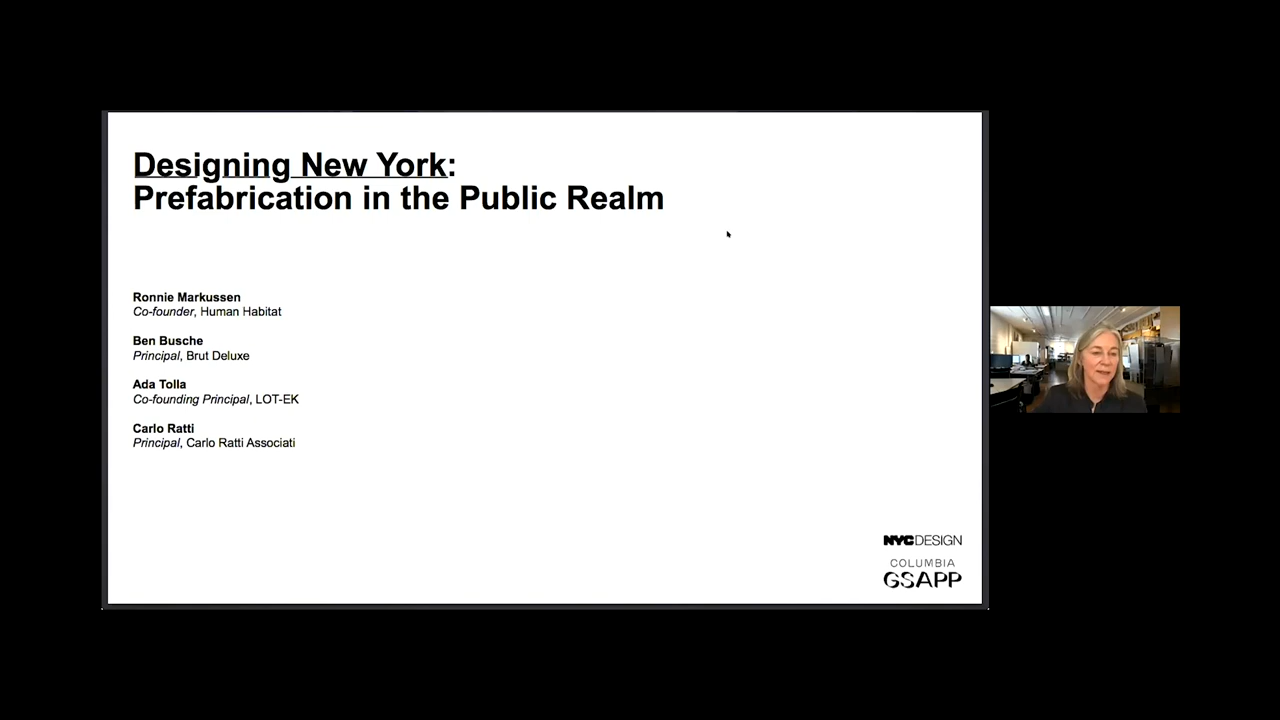 Designing New York:
Prefabrication in the Public Realm
Ronnie Markussen
Co-founder, Human Habitat
Ben Busche
Principal, Brut Deluxe
Ada Tolla
Co-founding Principal, LOT-EK
Carlo Ratti
Principal, Carlo Ratti Associati
NYCDESIGN
COLUMBIA
GSAPP